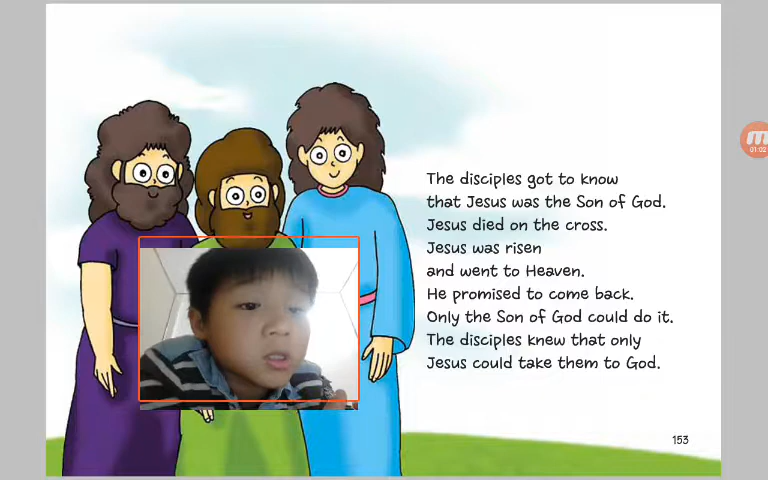 The disciples got to know
that Jesus was the Son of God.
Jesus died on the cross.
Jesus was risen
and went to Heaven.
He promised to come back.
Only the Son of God could do it.
The disciples knew that only
Jesus could take them to God.
153
01:02